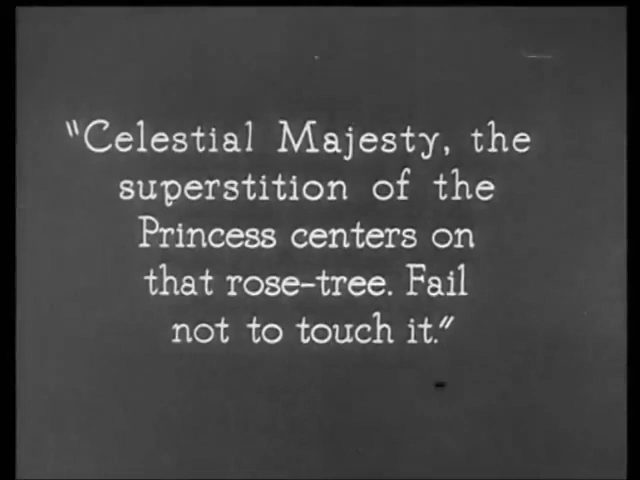 "Celestial Majesty, the
superstition of the
Princess centers on
that rose-tree. Fail
not to touch it."